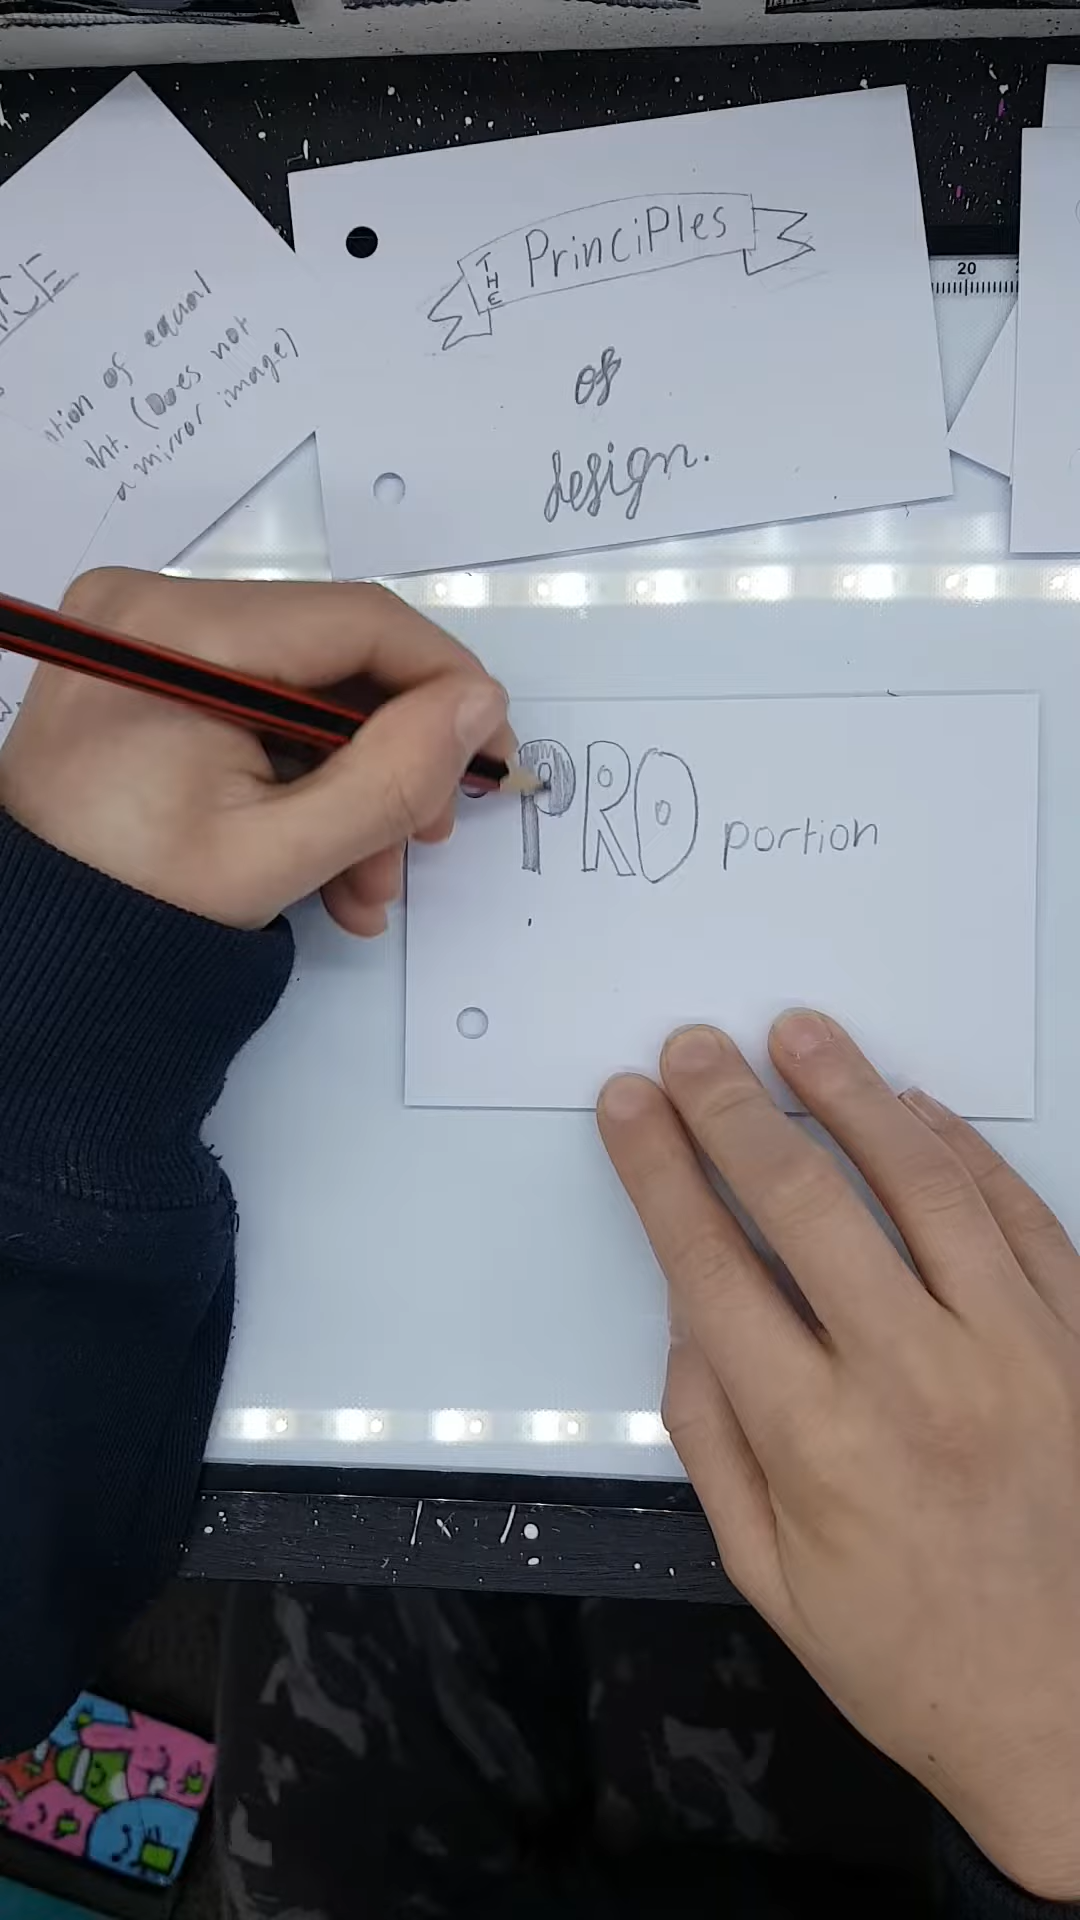 THE PrinciPles
of
design.
of equal
(Does not
a mirror image)
20
PRO portion